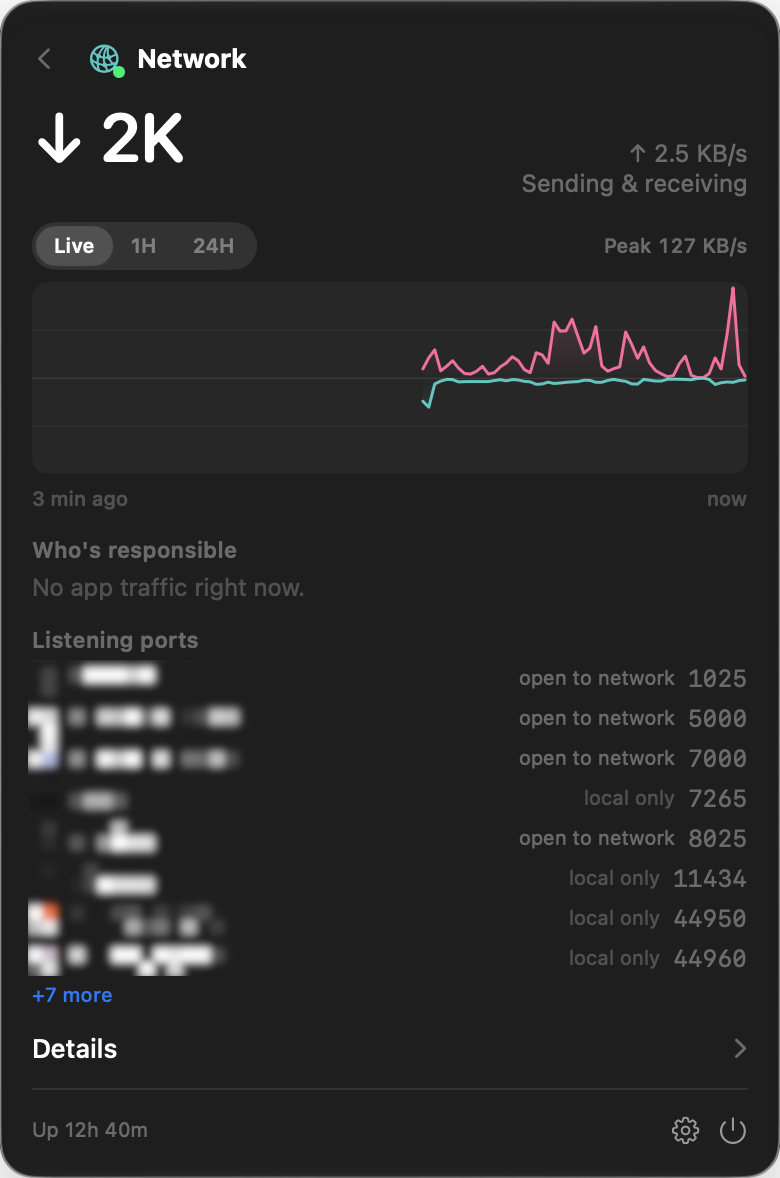 Network
↓ 2K
↑ 2.5 KB/s
Sending & receiving
Live 1H 24H
Peak 127 KB/s
3 min ago now
Who's responsible
No app traffic right now.
Listening ports
open to network 1025
open to network 5000
open to network 7000
local only 7265
open to network 8025
local only 11434
local only 44950
local only 44960
+7 more
Details
Up 12h 40m